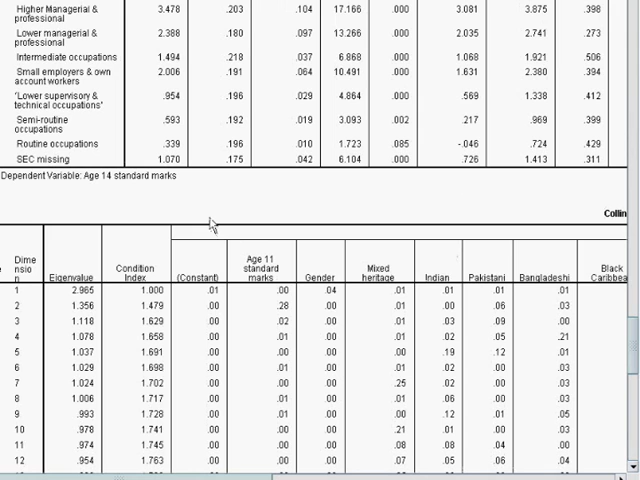 Higher Managerial & professional 3.478 .203 .104 17.166 .000 3.081 3.875 .398
Lower managerial & professional 2.388 .180 .097 13.266 .000 2.035 2.741 .273
Intermediate occupations 1.494 .218 .037 6.868 .000 1.068 1.921 .506
Small employers & own account workers 2.006 .191 .064 10.491 .000 1.631 2.380 .394
'Lower supervisory & technical occupations' .954 .196 .029 4.864 .000 .569 1.338 .412
Semi-routine occupations .593 .192 .019 3.093 .002 .217 .969 .399
Routine occupations .339 .196 .010 1.723 .085 -.046 .724 .429
SEC missing 1.070 .175 .042 6.104 .000 .726 1.413 .311
Dependent Variable: Age 14 standard marks
Collin
Dimension Eigenvalue Condition Index (Constant) Age 11 standard marks Gender Mixed heritage Indian Pakistani Bangladeshi Black Caribbea
1 2.965 1.000 .01 .00 .04 .01 .01 .01 .01
2 1.356 1.479 .00 .28 .00 .01 .00 .06 .03
3 1.118 1.629 .00 .02 .00 .01 .03 .09 .00
4 1.078 1.658 .00 .01 .00 .01 .02 .05 .21
5 1.037 1.691 .00 .00 .00 .00 .19 .12 .01
6 1.029 1.698 .00 .01 .00 .01 .02 .00 .03
7 1.024 1.702 .00 .00 .00 .25 .02 .00 .03
8 1.006 1.717 .00 .01 .00 .01 .06 .00 .00
9 .993 1.728 .00 .01 .00 .00 .12 .01 .05
10 .978 1.741 .00 .00 .00 .21 .01 .00 .03
11 .974 1.745 .00 .00 .00 .08 .08 .04 .00
12 .954 1.763 .00 .00 .00 .07 .05 .06 .04